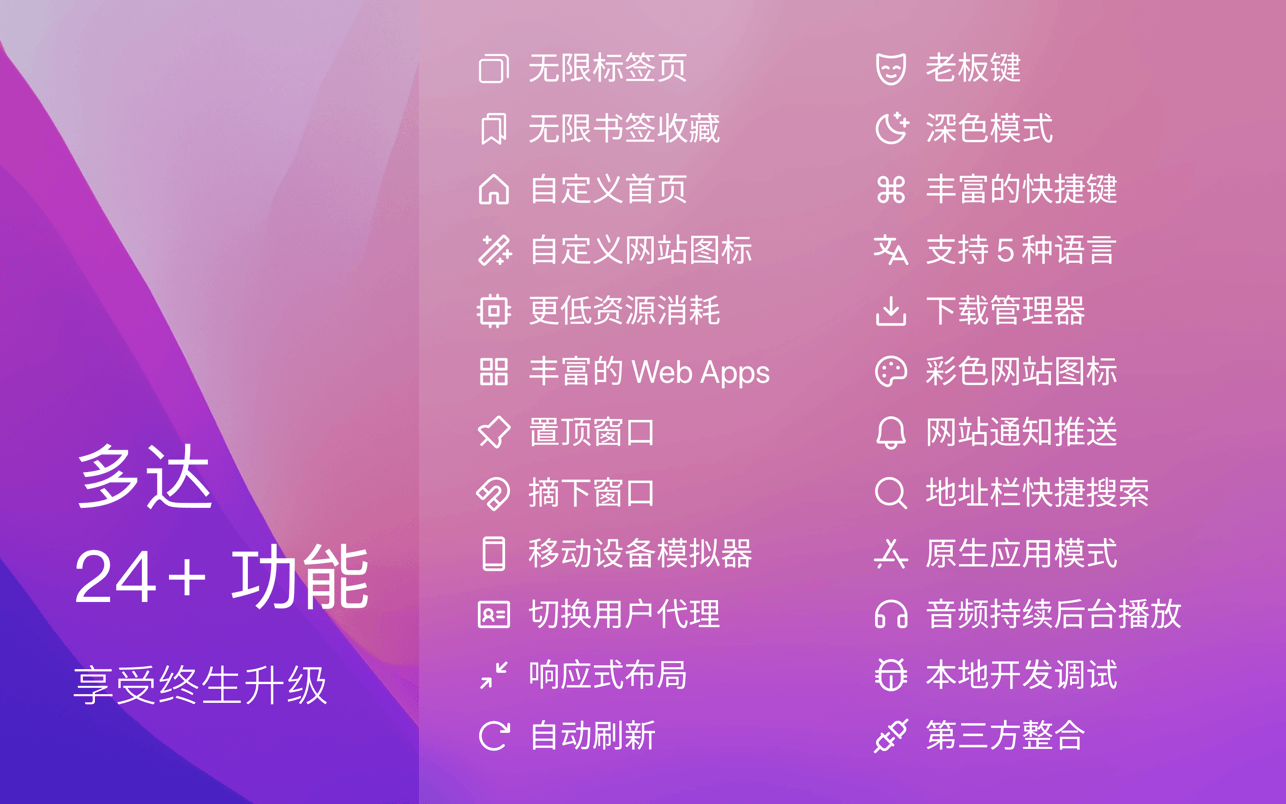 多达
24+ 功能
享受终生升级
无限标签页
无限书签收藏
自定义首页
自定义网站图标
更低资源消耗
丰富的 Web Apps
置顶窗口
摘下窗口
移动设备模拟器
切换用户代理
响应式布局
自动刷新
老板键
深色模式
丰富的快捷键
支持 5 种语言
下载管理器
彩色网站图标
网站通知推送
地址栏快捷搜索
原生应用模式
音频持续后台播放
本地开发调试
第三方整合